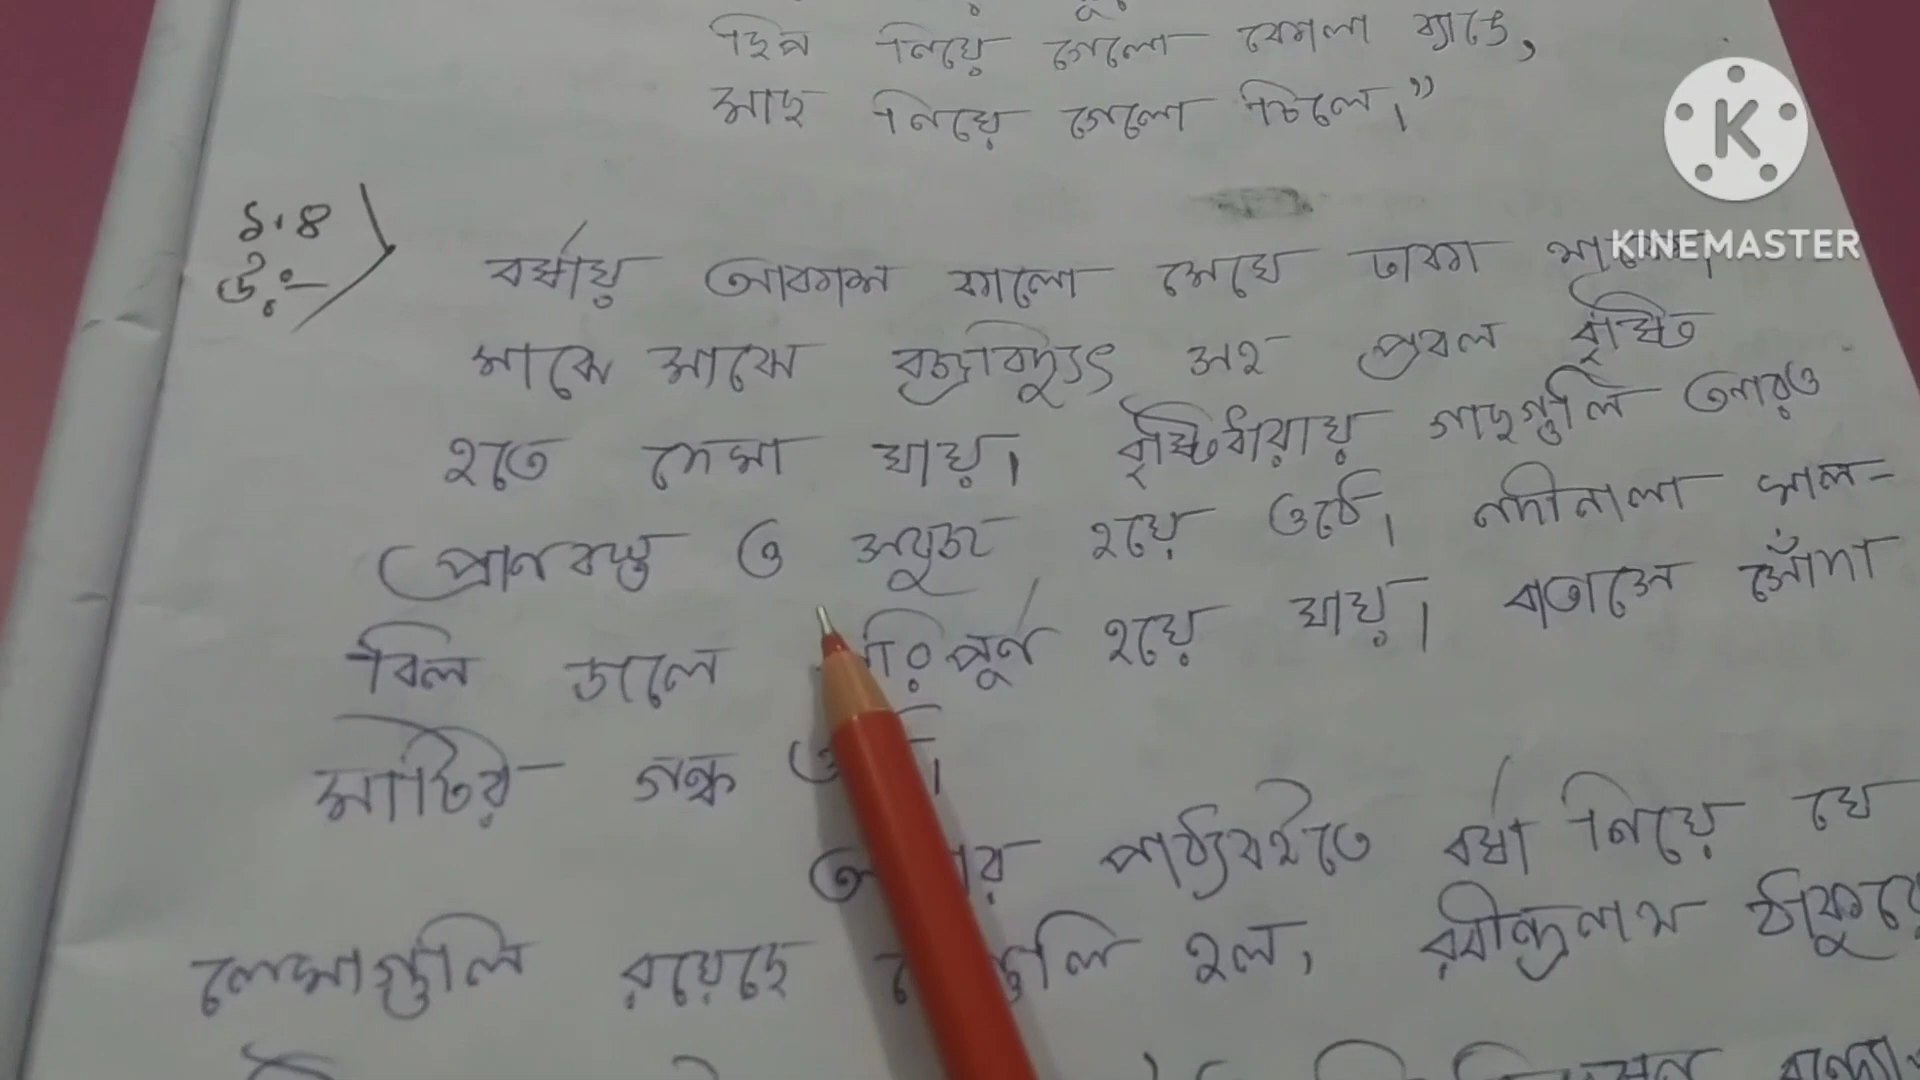 ছিপ নিয়ে গেলো কোলা ব্যাঙে,
মাছ নিয়ে গেলো চিলে।”
১.৪
উঃ-
বর্ষায় আকাশ কালো মেঘে ঢাকা থাকে।
মাঝে মাঝে বজ্রবিদ্যুৎ সহ প্রবল বৃষ্টি
হতে দেখা যায়। বৃষ্টিধারায় গাছগুলি আরও
প্রাণবন্ত ও সবুজ হয়ে ওঠে। নদীনালা খাল-
বিল জলে পরিপূর্ণ হয়ে যায়। বাতাসে সোঁদা
মাটির গন্ধ
পাঠ্যবইতে বর্ষা নিয়ে যে
লেখাগুলি রয়েছে হল, রবীন্দ্রনাথ ঠাকুরের
KINEMASTER